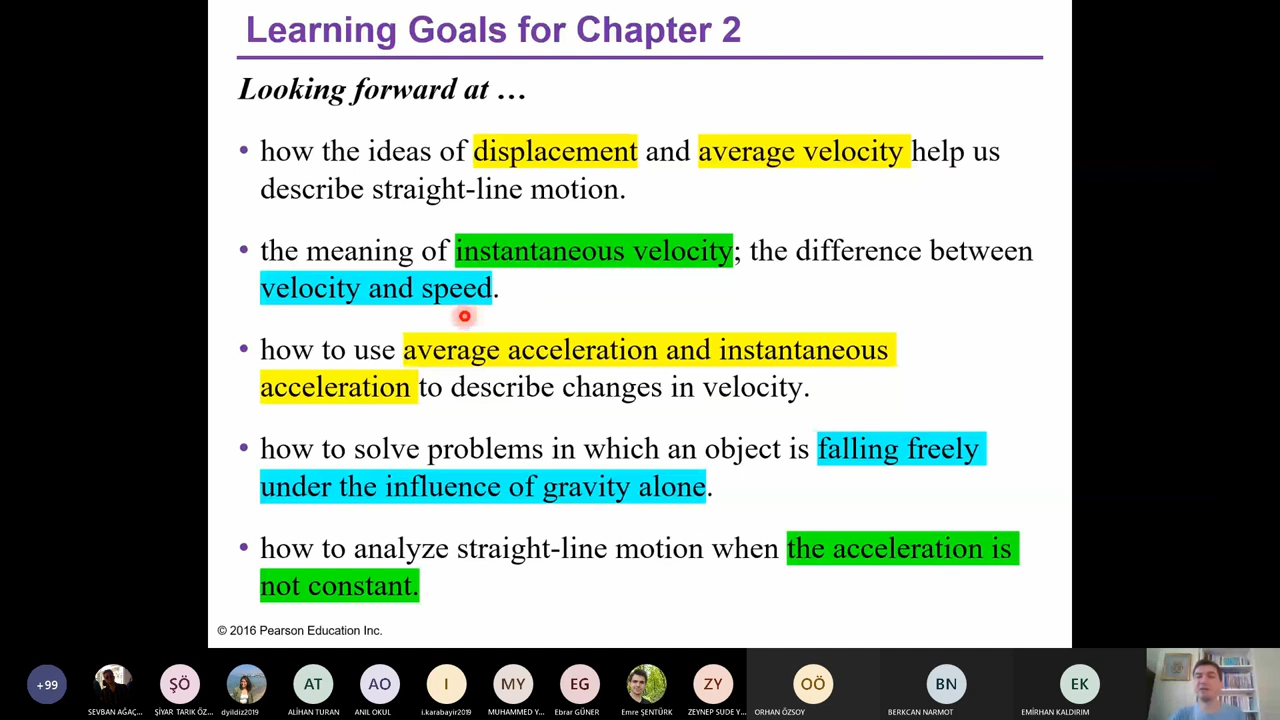 Learning Goals for Chapter 2
Looking forward at …
• how the ideas of displacement and average velocity help us
describe straight-line motion.
• the meaning of instantaneous velocity; the difference between
velocity and speed.
• how to use average acceleration and instantaneous
acceleration to describe changes in velocity.
• how to solve problems in which an object is falling freely
under the influence of gravity alone.
• how to analyze straight-line motion when the acceleration is
not constant.
© 2016 Pearson Education Inc.
+99
ŞÖ
AT
AO
I
MY
EG
ZY
OÖ
BN
EK
SEVBAN AĞAÇ...
ŞİYAR TARIK ÖZ...
dyildiz2019
ALİHAN TURAN
ANIL OKUL
i.karabayir2019
MUHAMMED Y...
Ebrar GÜNER
Emre ŞENTÜRK
ZEYNEP SUDE Y...
ORHAN ÖZSOY
BERKCAN NARMOT
EMİRHAN KALDIRIM